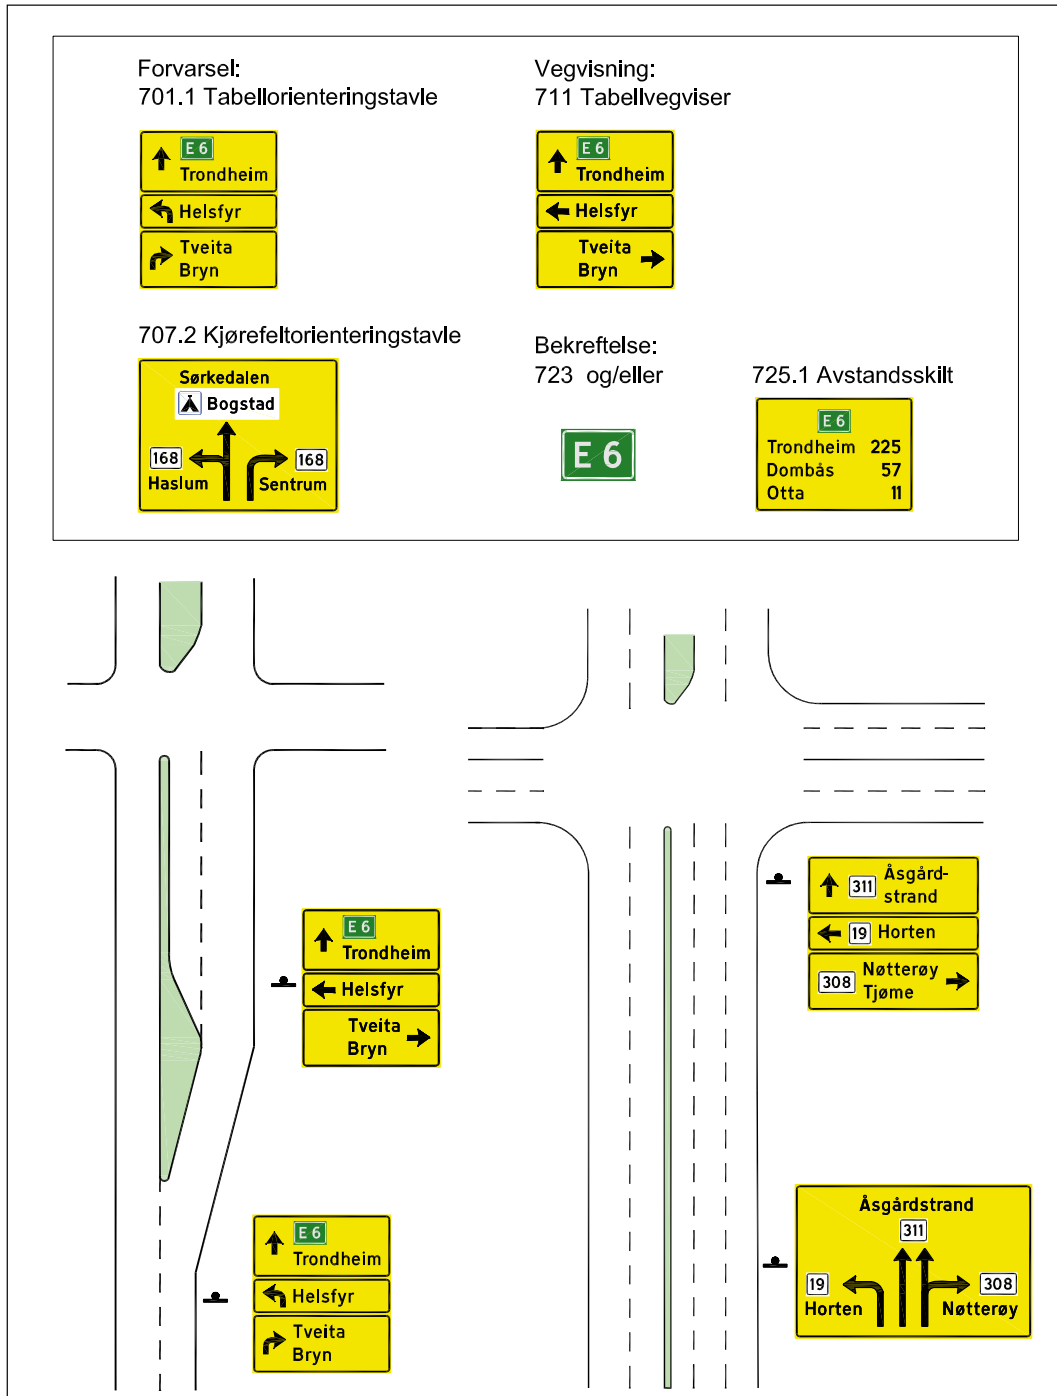 Forvarsel:
701.1 Tabellorienteringstavle
E 6
Trondheim
Helsfyr
Tveita
Bryn
Vegvisning:
711 Tabellvegviser
E 6
Trondheim
Helsfyr
Tveita
Bryn
707.2 Kjørefeltorienteringstavle
Sørkedalen
Bogstad
168 168
Haslum Sentrum
Bekreftelse:
723 og/eller
E 6
725.1 Avstandsskilt
E 6
Trondheim 225
Dombås 57
Otta 11
E 6
Trondheim
Helsfyr
Tveita
Bryn
E 6
Trondheim
Helsfyr
Tveita
Bryn
311 Åsgård-
strand
19 Horten
308 Nøtterøy
Tjøme
Åsgårdstrand
311
19 308
Horten Nøtterøy